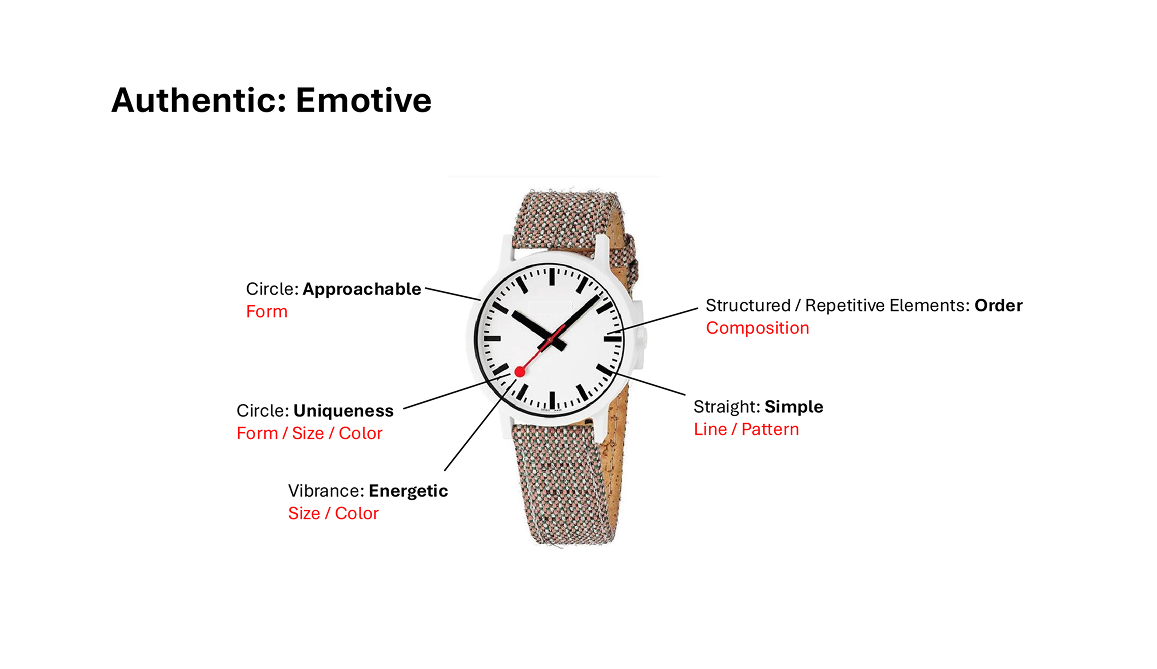 Authentic: Emotive
Circle: Approachable
Form
Structured / Repetitive Elements: Order
Composition
Circle: Uniqueness
Form / Size / Color
Straight: Simple
Line / Pattern
Vibrance: Energetic
Size / Color